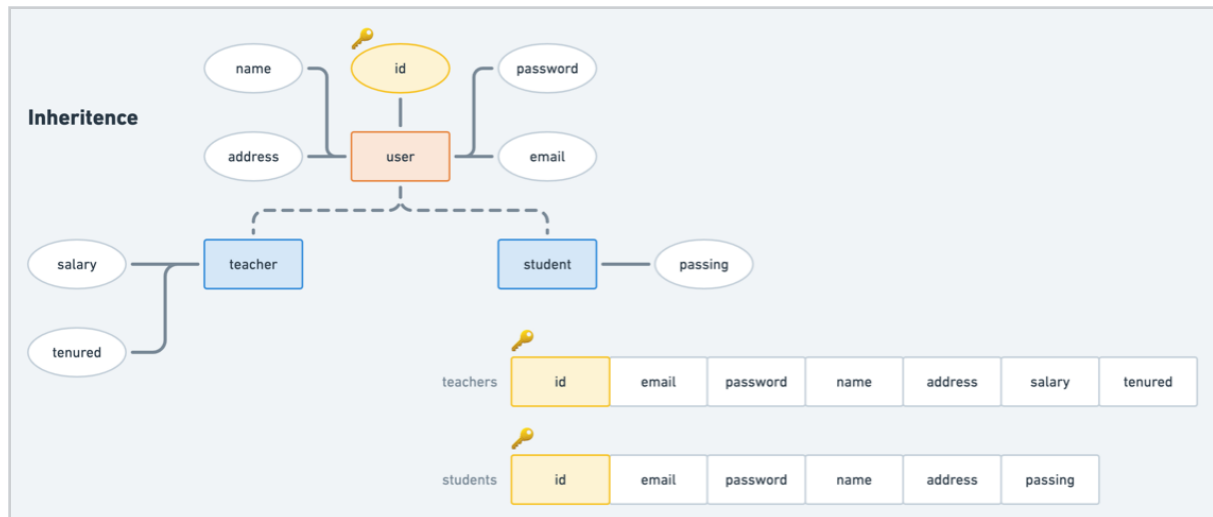 name
id
password
Inheritence
address
user
email
salary
teacher
student
passing
tenured
teachers id email password name address salary tenured
students id email password name address passing